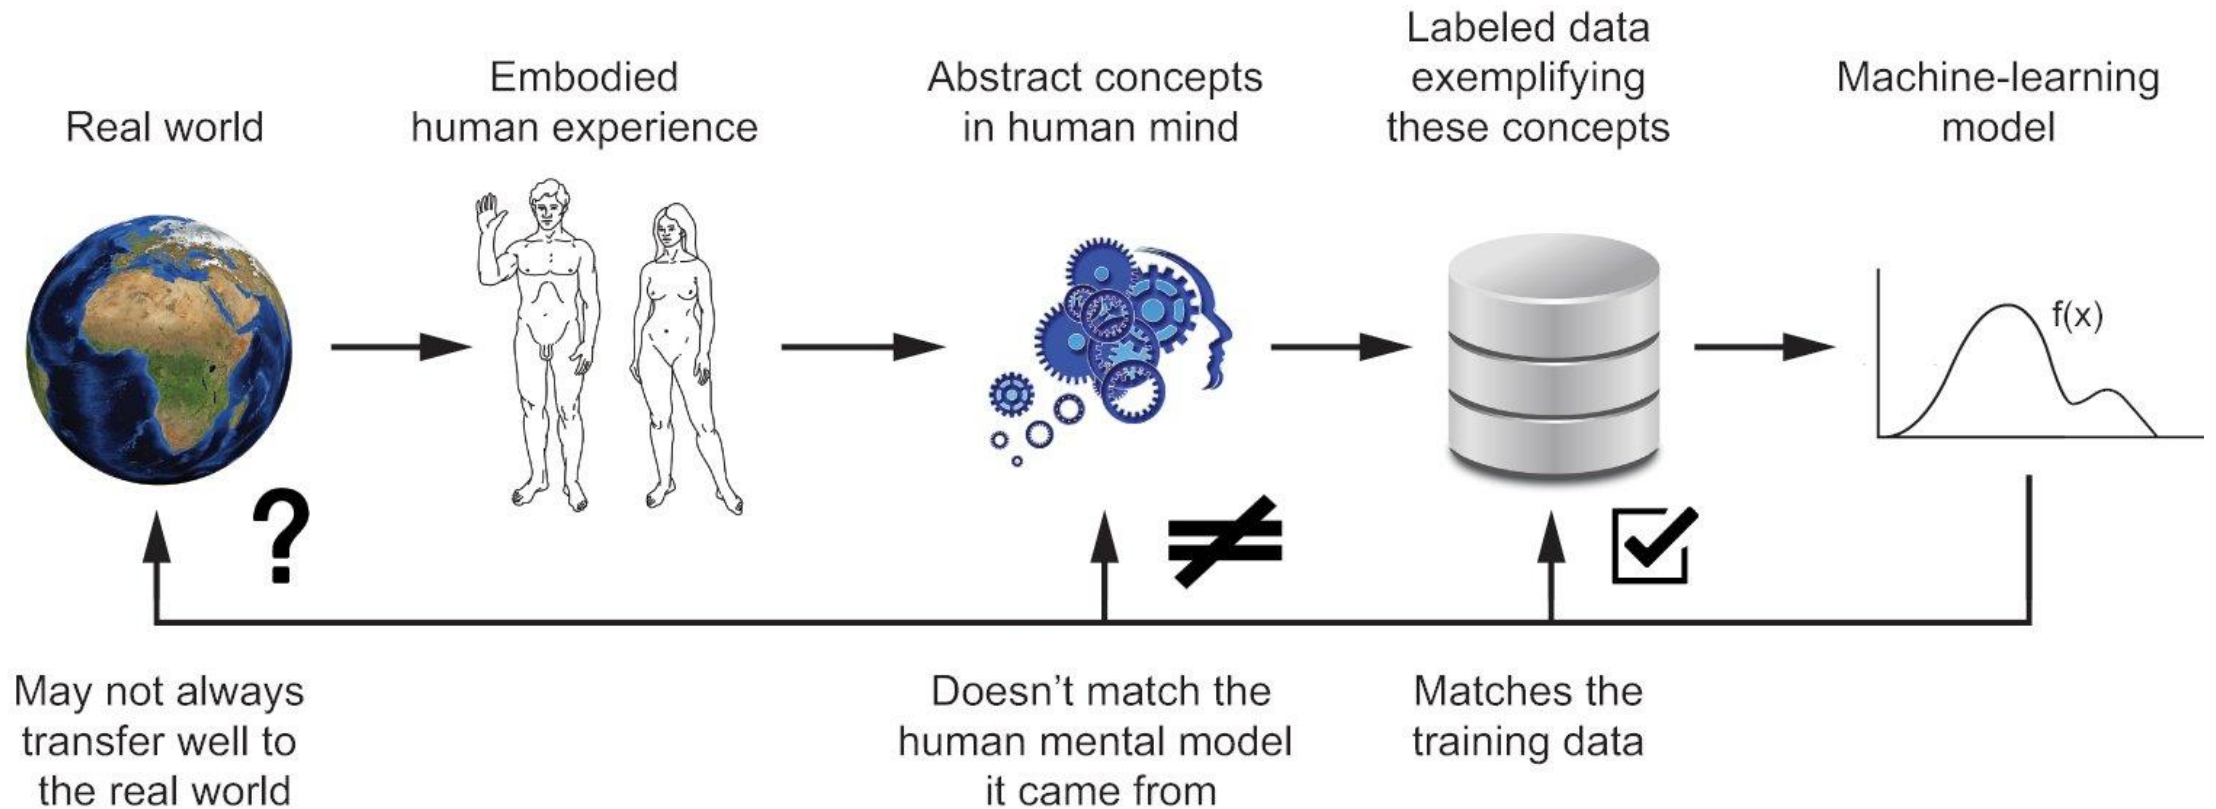 Real world
Embodied
human experience
Abstract concepts
in human mind
Labeled data
exemplifying
these concepts
Machine-learning
model
f(x)
?
≠
May not always
transfer well to
the real world
Doesn’t match the
human mental model
it came from
Matches the
training data